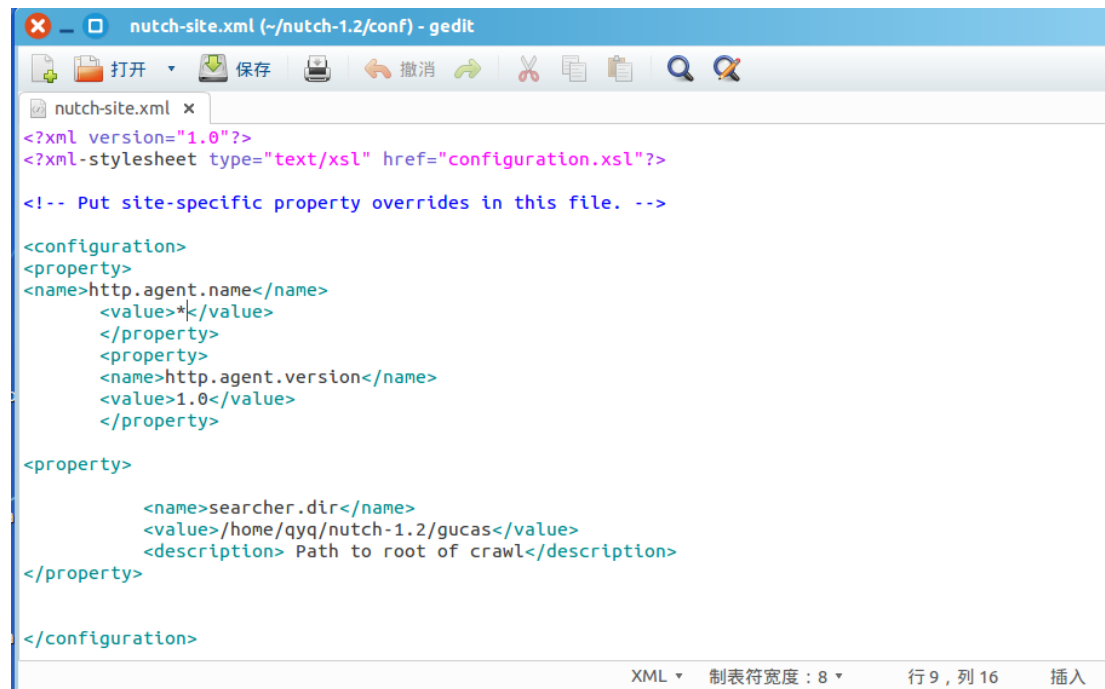 nutch-site.xml (~/nutch-1.2/conf) - gedit
打开 保存 撤消
nutch-site.xml
<?xml version="1.0"?>
<?xml-stylesheet type="text/xsl" href="configuration.xsl"?>
<!-- Put site-specific property overrides in this file. -->
<configuration>
<property>
<name>http.agent.name</name>
<value>*</value>
</property>
<property>
<name>http.agent.version</name>
<value>1.0</value>
</property>
<property>
<name>searcher.dir</name>
<value>/home/qyq/nutch-1.2/gucas</value>
<description> Path to root of crawl</description>
</property>
</configuration>
XML 制表符宽度：8 行 9，列 16 插入